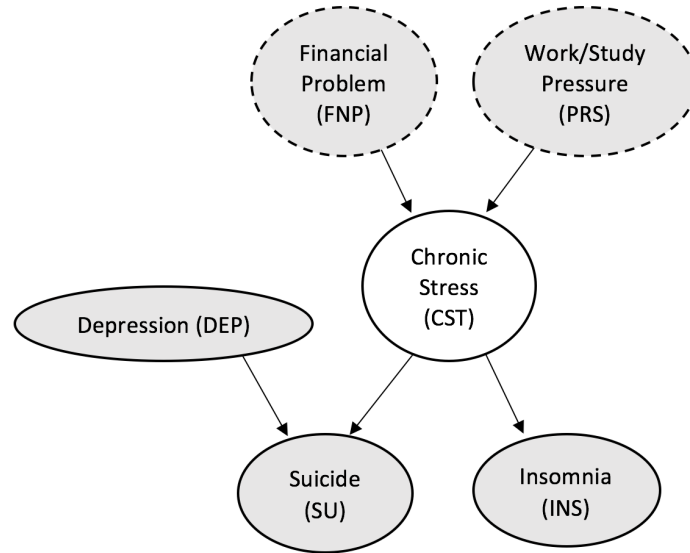 Financial
Problem
(FNP)
Work/Study
Pressure
(PRS)
Chronic
Stress
(CST)
Depression (DEP)
Suicide
(SU)
Insomnia
(INS)